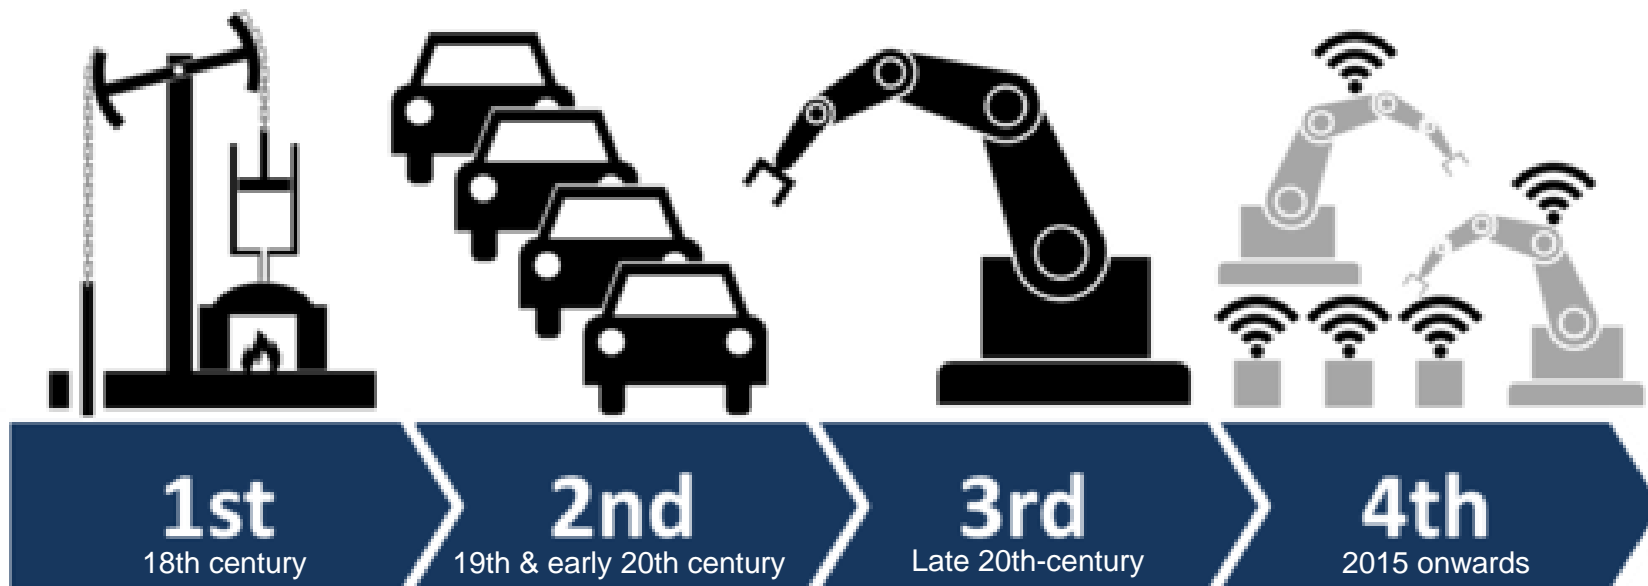 1st
18th century
2nd
19th & early 20th century
3rd
Late 20th-century
4th
2015 onwards